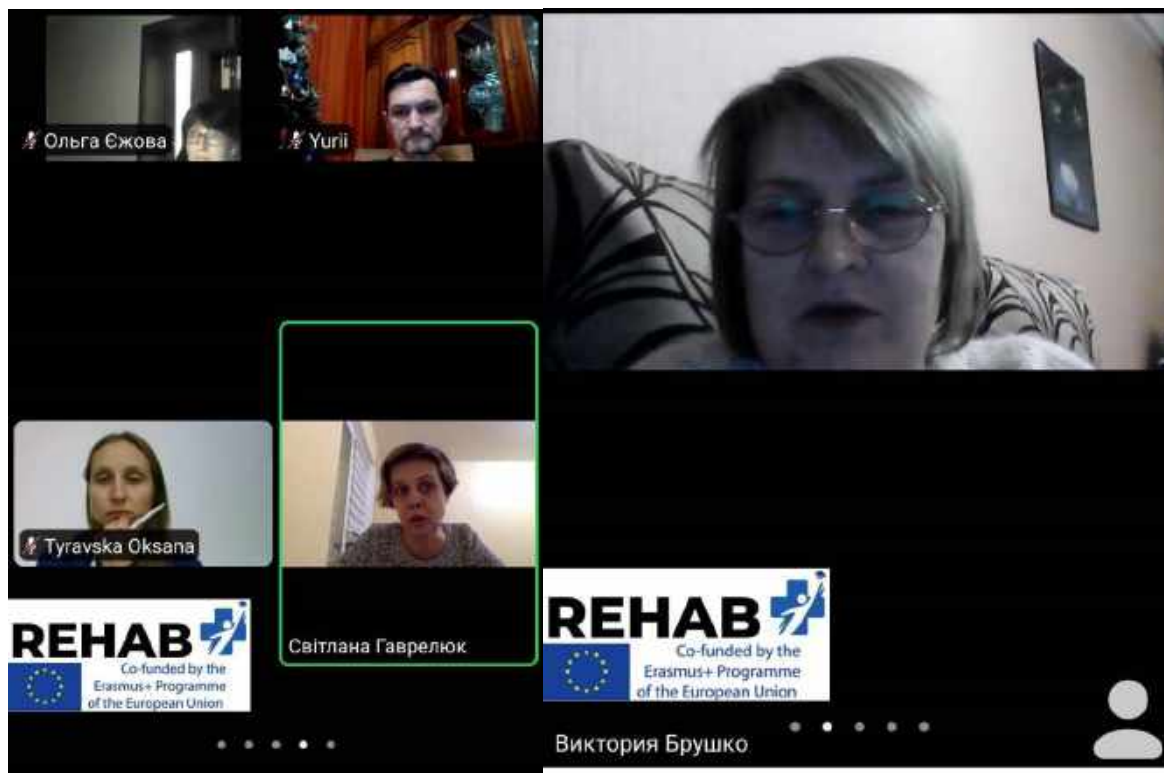 Ольга Єжова
Yurii
Tyravska Oksana
Світлана Гаврелюк
REHAB
Co-funded by the
Erasmus+ Programme
of the European Union
REHAB
Co-funded by the
Erasmus+ Programme
of the European Union
Виктория Брушко